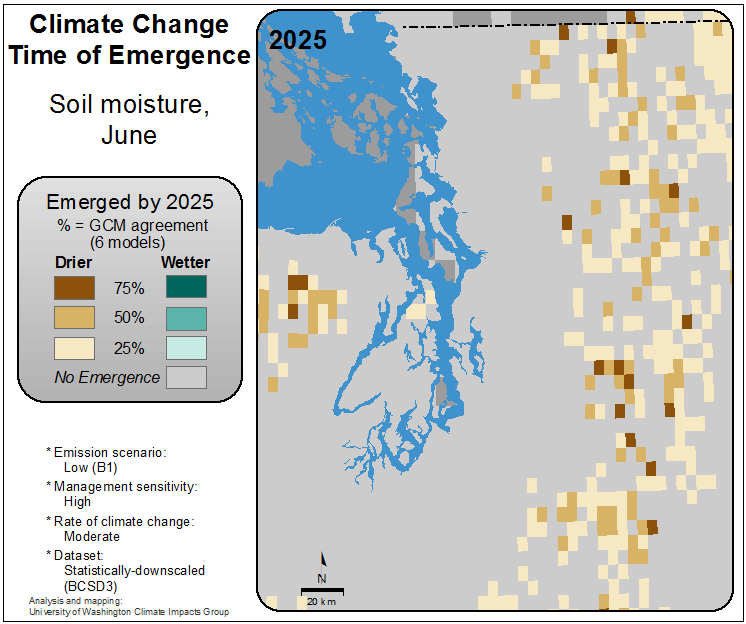 Climate Change
Time of Emergence
Soil moisture,
June
Emerged by 2025
% = GCM agreement
(6 models)
Drier Wetter
75%
50%
25%
No Emergence
* Emission scenario:
Low (B1)
* Management sensitivity:
High
* Rate of climate change:
Moderate
* Dataset:
Statistically-downscaled
(BCSD3)
Analysis and mapping:
University of Washington Climate Impacts Group
2025
N
20 km